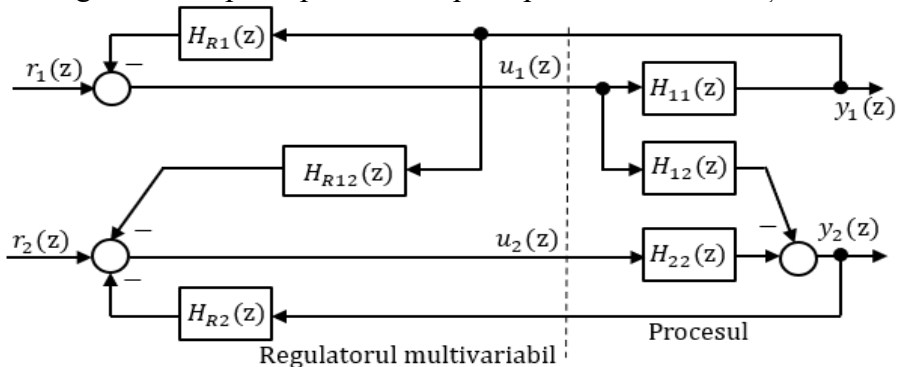 H_{R1}(z)
−
r_1(z)
u_1(z)
H_{11}(z)
y_1(z)
H_{R12}(z)
H_{12}(z)
−
r_2(z)
−
u_2(z)
H_{22}(z)
−
y_2(z)
H_{R2}(z)
Procesul
Regulatorul multivariabil